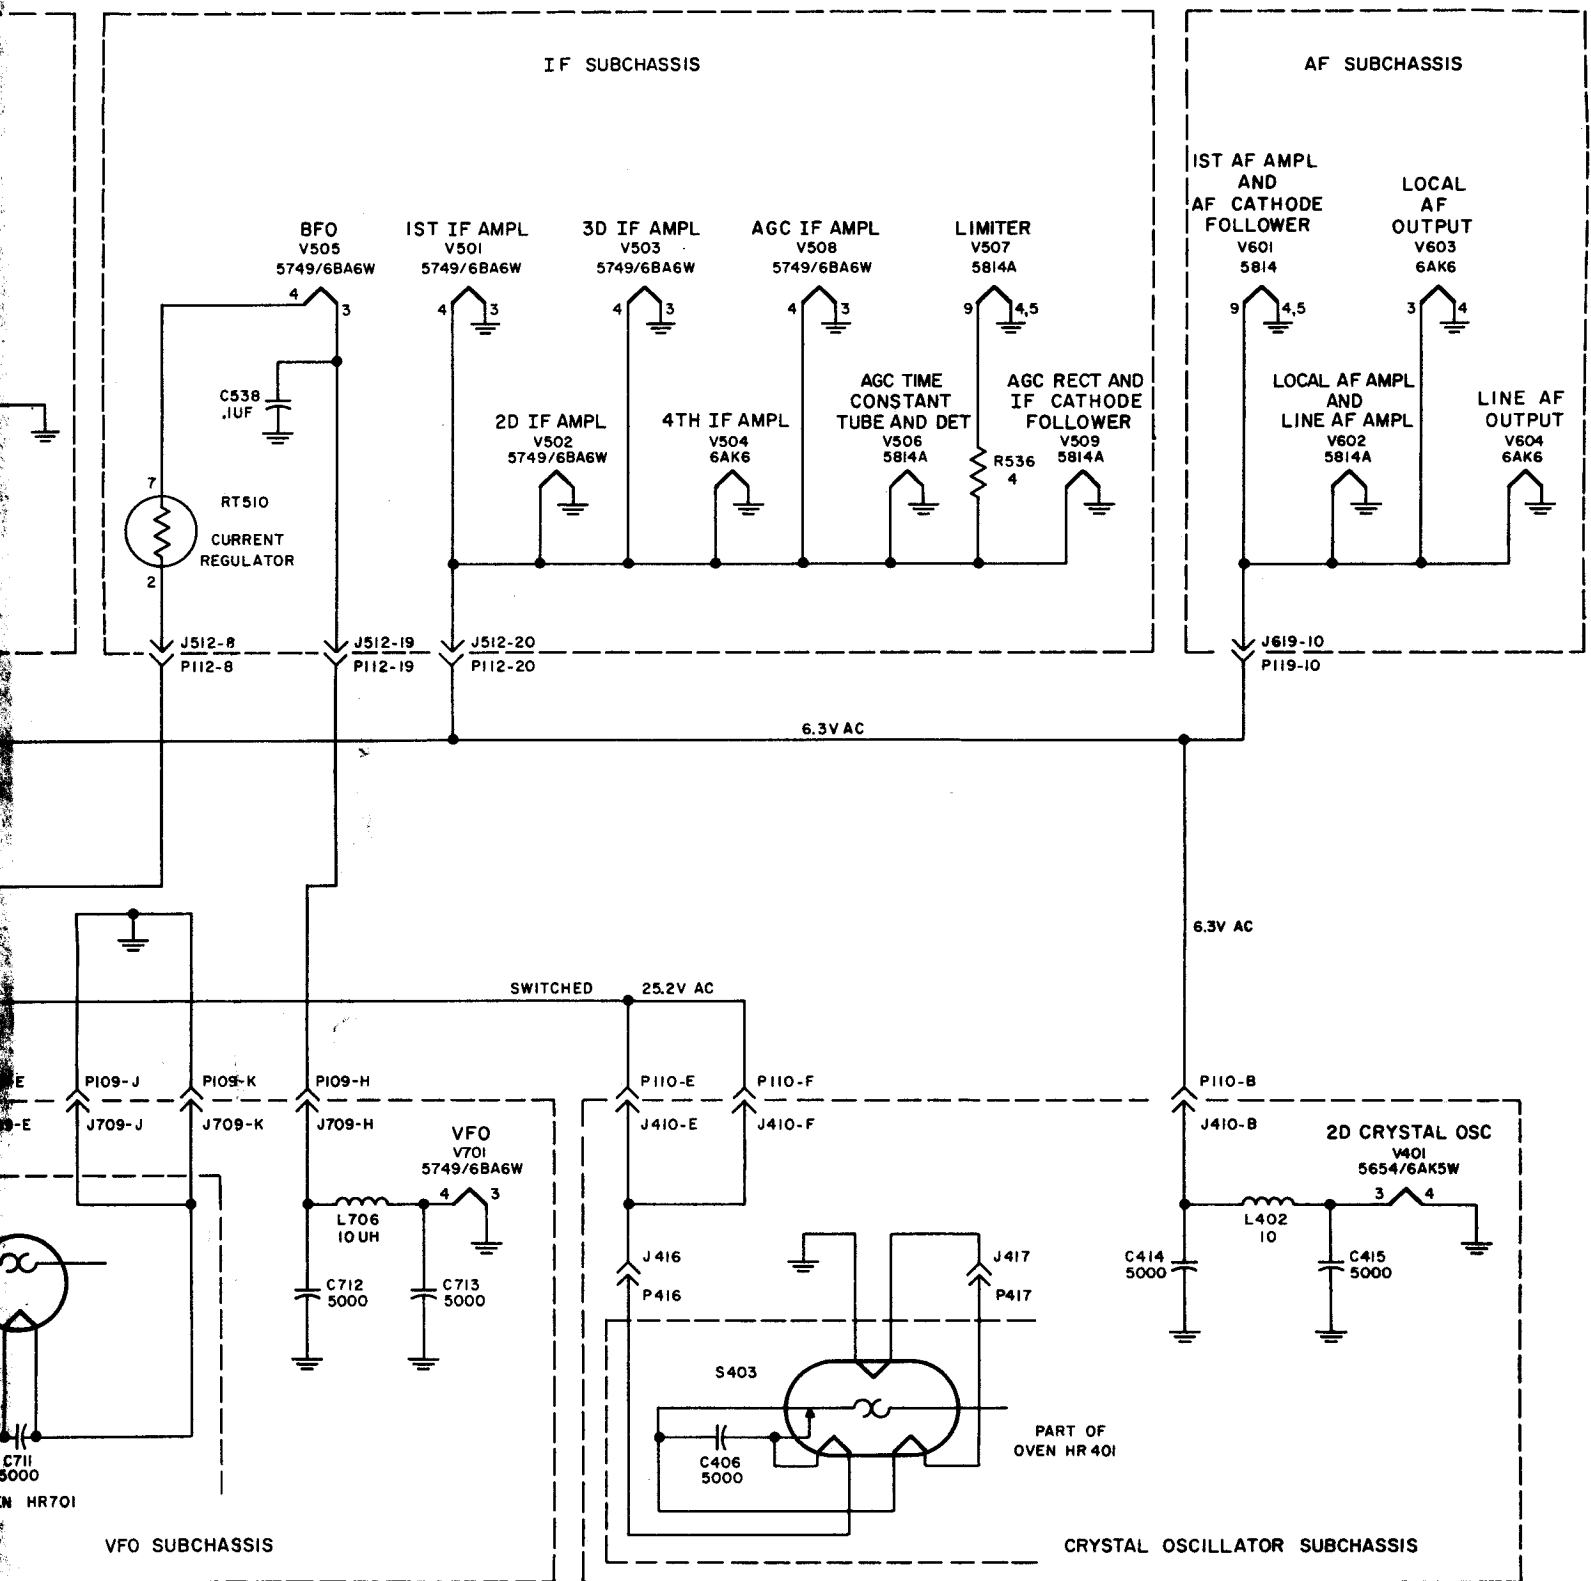 IF SUBCHASSIS
AF SUBCHASSIS
BFO
V505
5749/6BA6W
4
3
1ST IF AMPL
V501
5749/6BA6W
4
3
3D IF AMPL
V503
5749/6BA6W
4
3
AGC IF AMPL
V508
5749/6BA6W
4
3
LIMITER
V507
5814A
9
4,5
1ST AF AMPL
AND
AF CATHODE
FOLLOWER
V601
5814
9
4,5
LOCAL
AF
OUTPUT
V603
6AK6
3
4
C538
.1UF
2D IF AMPL
V502
5749/6BA6W
4TH IF AMPL
V504
6AK6
AGC TIME
CONSTANT
TUBE AND DET
V506
5814A
R536
4
AGC RECT AND
IF CATHODE
FOLLOWER
V509
5814A
LOCAL AF AMPL
AND
LINE AF AMPL
V602
5814A
LINE AF
OUTPUT
V604
6AK6
7
RT510
CURRENT
REGULATOR
2
J512-8
P112-8
J512-19
P112-19
J512-20
P112-20
J619-10
P119-10
6.3V AC
6.3V AC
SWITCHED
25.2V AC
E
P109-J
P109-K
P109-H
P110-E
P110-F
P110-B
-E
J709-J
J709-K
J709-H
J410-E
J410-F
J410-B
VFO
V701
5749/6BA6W
4
3
L706
10 UH
C712
5000
C713
5000
2D CRYSTAL OSC
V401
5654/6AK5W
3
4
L402
10
C414
5000
C415
5000
J416
P416
J417
P417
S403
C406
5000
PART OF
OVEN HR401
C711
5000
N HR701
VFO SUBCHASSIS
CRYSTAL OSCILLATOR SUBCHASSIS